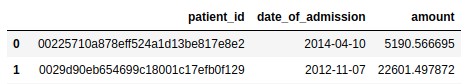 patient_id date_of_admission amount
0 00225710a878eff524a1d13be817e8e2 2014-04-10 5190.566695
1 0029d90eb654699c18001c17efb0f129 2012-11-07 22601.497872